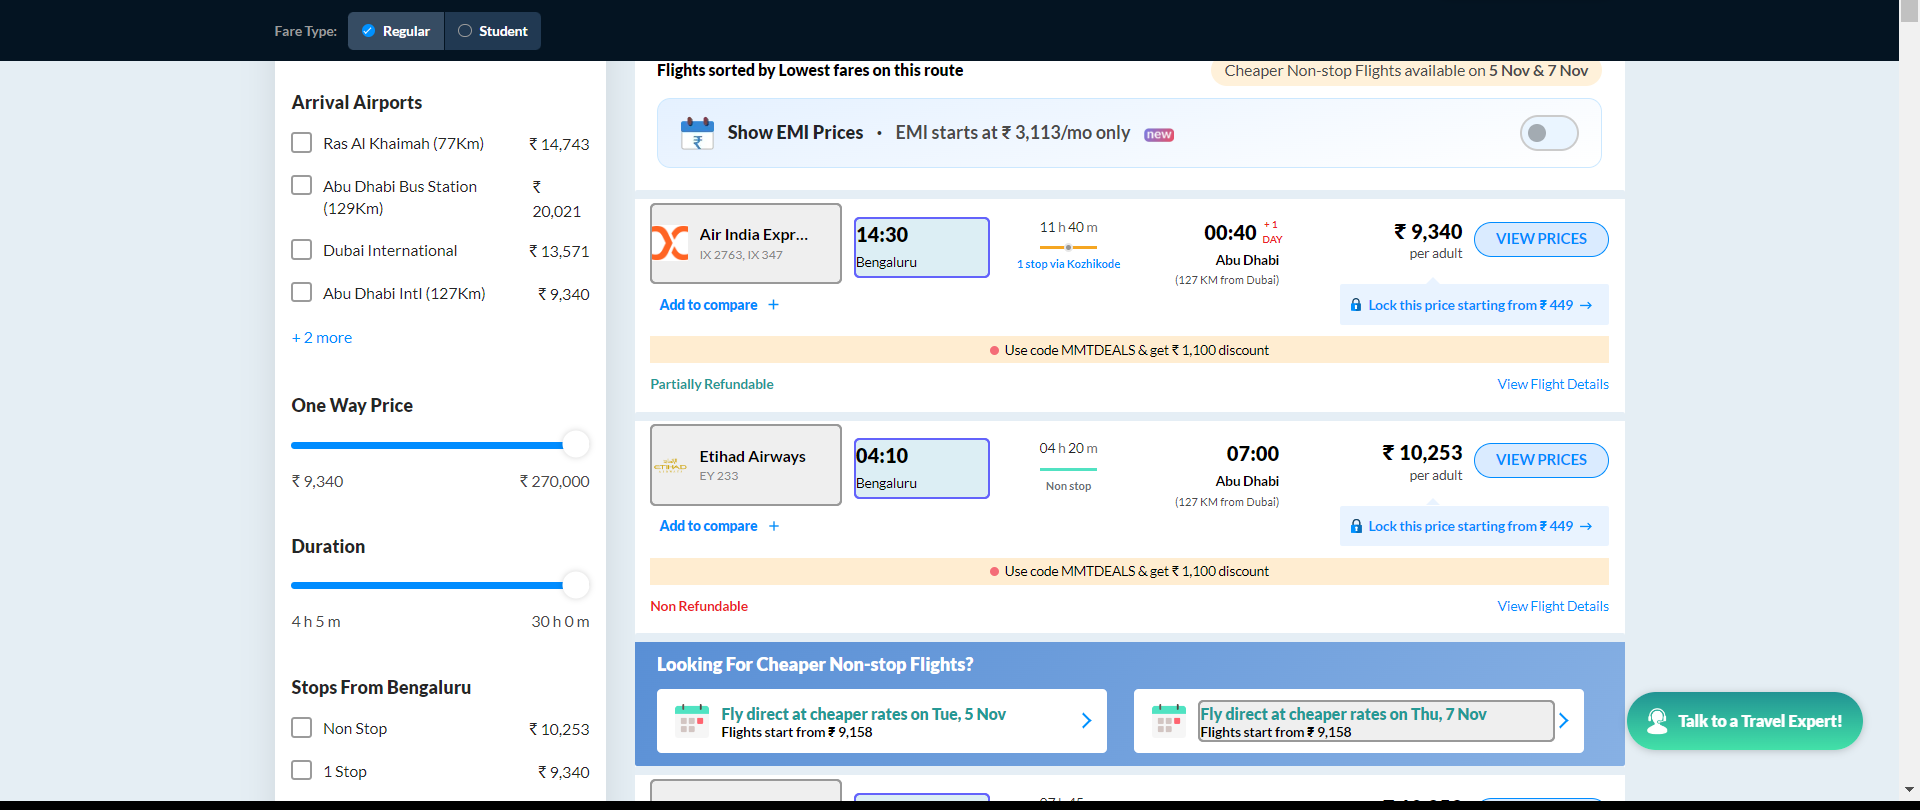 Fare Type:
Regular
Student
Arrival Airports
Ras Al Khaimah (77Km) ₹ 14,743
Abu Dhabi Bus Station (129Km) ₹ 20,021
Dubai International ₹ 13,571
Abu Dhabi Intl (127Km) ₹ 9,340
+ 2 more
One Way Price
₹ 9,340 ₹ 270,000
Duration
4 h 5 m 30 h 0 m
Stops From Bengaluru
Non Stop ₹ 10,253
1 Stop ₹ 9,340
Flights sorted by Lowest fares on this route
Cheaper Non-stop Flights available on 5 Nov & 7 Nov
Show EMI Prices · EMI starts at ₹ 3,113/mo only new
Air India Expr...
IX 2763, IX 347
14:30
Bengaluru
11 h 40 m
1 stop via Kozhikode
00:40 + 1 DAY
Abu Dhabi
(127 KM from Dubai)
₹ 9,340
per adult
VIEW PRICES
Add to compare +
Lock this price starting from ₹ 449 →
Use code MMTDEALS & get ₹ 1,100 discount
Partially Refundable
View Flight Details
ETIHAD
Etihad Airways
EY 233
04:10
Bengaluru
04 h 20 m
Non stop
07:00
Abu Dhabi
(127 KM from Dubai)
₹ 10,253
per adult
VIEW PRICES
Add to compare +
Lock this price starting from ₹ 449 →
Use code MMTDEALS & get ₹ 1,100 discount
Non Refundable
View Flight Details
Looking For Cheaper Non-stop Flights?
Fly direct at cheaper rates on Tue, 5 Nov
Flights start from ₹ 9,158
Fly direct at cheaper rates on Thu, 7 Nov
Flights start from ₹ 9,158
Talk to a Travel Expert!